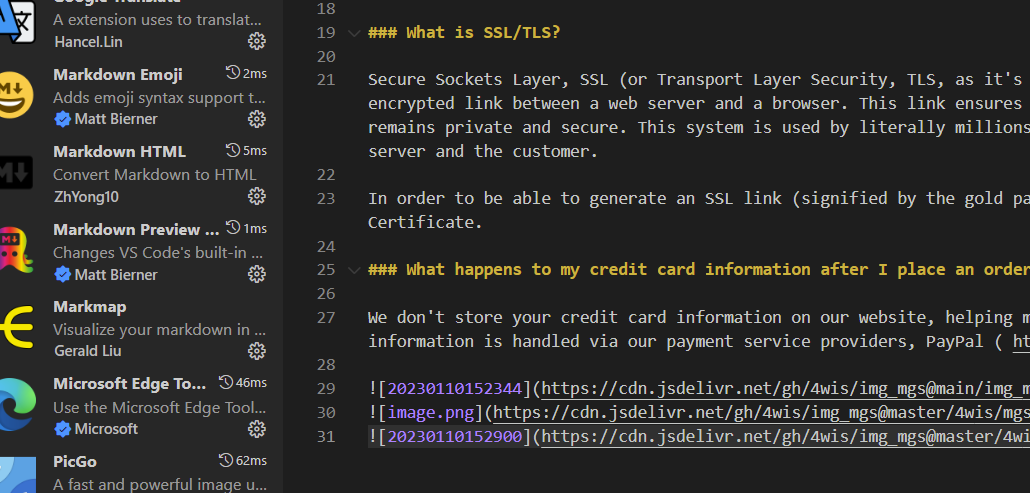 A extension uses to translat...
Hancel.Lin
Markdown Emoji 2ms
Adds emoji syntax support t...
Matt Bierner
Markdown HTML 5ms
Convert Markdown to HTML
ZhYong10
Markdown Preview ... 1ms
Changes VS Code's built-in ...
Matt Bierner
Markmap
Visualize your markdown in ...
Gerald Liu
Microsoft Edge To... 46ms
Use the Microsoft Edge Tool...
Microsoft
PicGo 62ms
A fast and powerful image u...
18
19 ### What is SSL/TLS?
20
21 Secure Sockets Layer, SSL (or Transport Layer Security, TLS, as it's
encrypted link between a web server and a browser. This link ensures
remains private and secure. This system is used by literally millions
server and the customer.
22
23 In order to be able to generate an SSL link (signified by the gold pa
Certificate.
24
25 ### What happens to my credit card information after I place an order
26
27 We don't store your credit card information on our website, helping m
information is handled via our payment service providers, PayPal ( ht
28
29 ![20230110152344](https://cdn.jsdelivr.net/gh/4wis/img_mgs@main/img_m
30 ![image.png](https://cdn.jsdelivr.net/gh/4wis/img_mgs@master/4wis/mgs
31 ![20230110152900](https://cdn.jsdelivr.net/gh/4wis/img_mgs@master/4wi